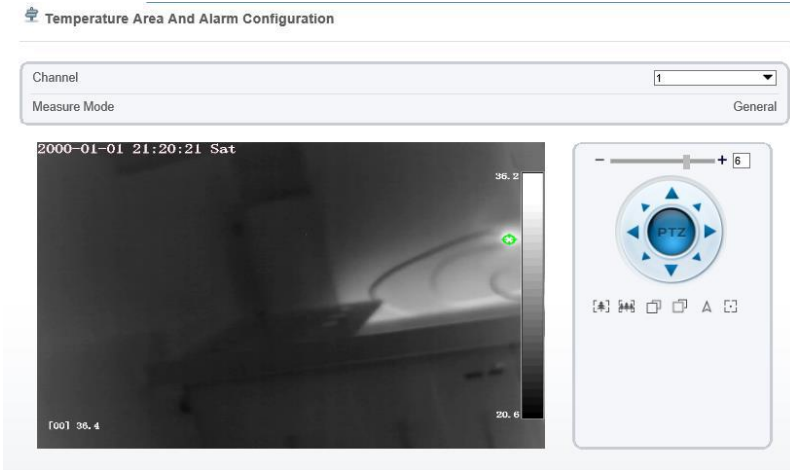 Temperature Area And Alarm Configuration
Channel 1
Measure Mode General
2000-01-01 21:20:21 Sat
36.2
6
PTZ
20.6
[00] 36.4